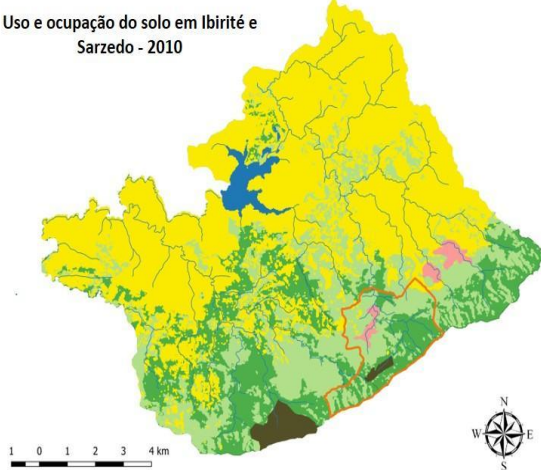 Uso e ocupação do solo em Ibirité e
Sarzedo - 2010
N
W E
S
1 0 1 2 3 4 km